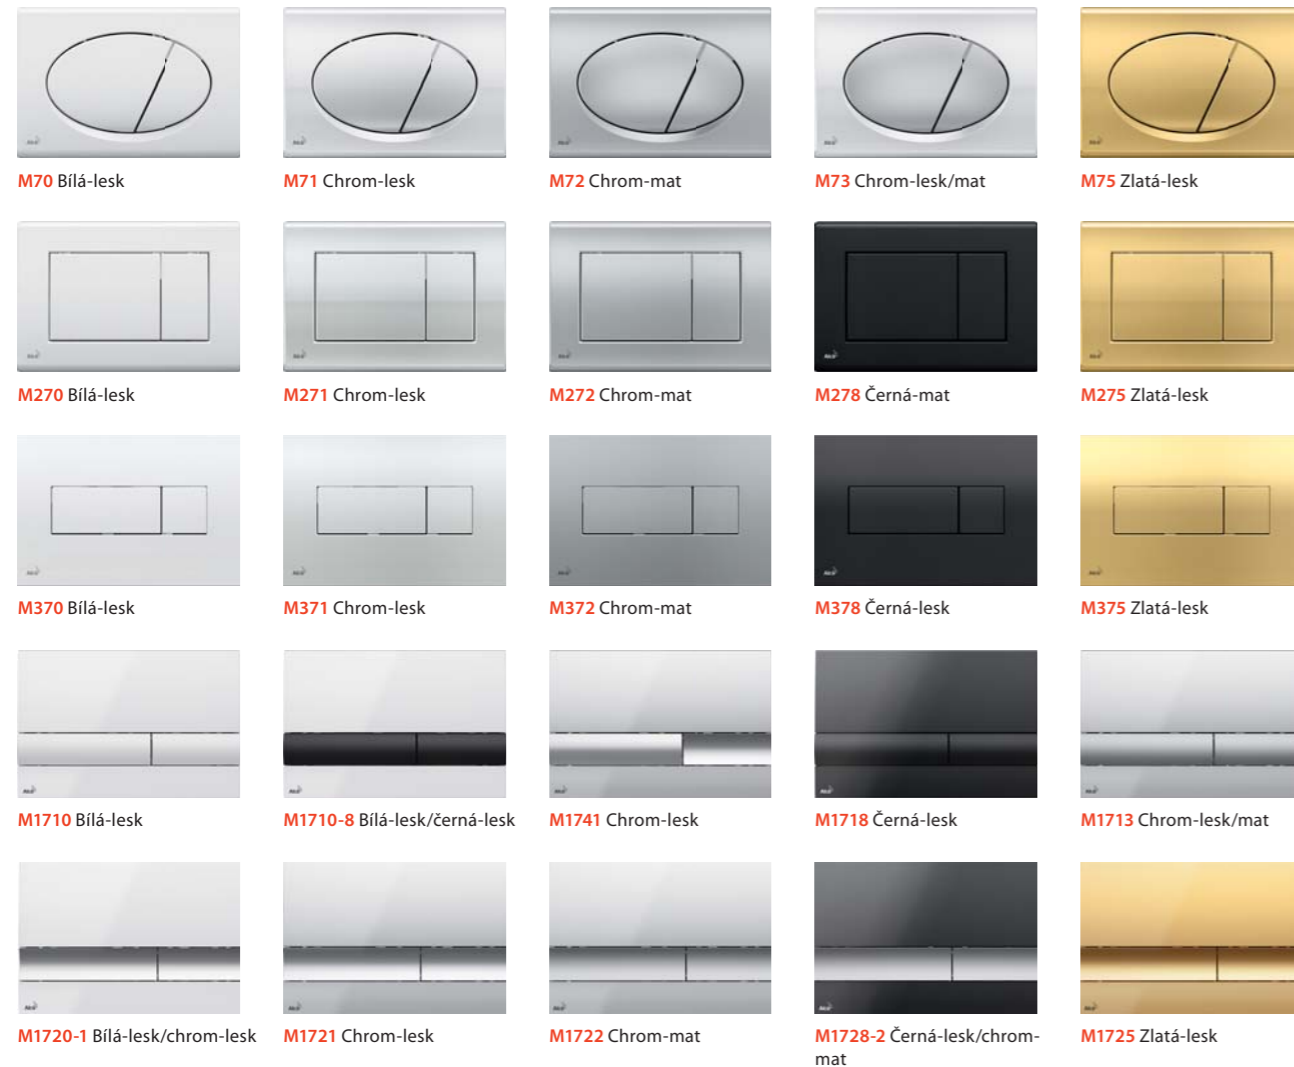 M70 Bílá-lesk
M71 Chrom-lesk
M72 Chrom-mat
M73 Chrom-lesk/mat
M75 Zlatá-lesk
M270 Bílá-lesk
M271 Chrom-lesk
M272 Chrom-mat
M278 Černá-mat
M275 Zlatá-lesk
M370 Bílá-lesk
M371 Chrom-lesk
M372 Chrom-mat
M378 Černá-lesk
M375 Zlatá-lesk
M1710 Bílá-lesk
M1710-8 Bílá-lesk/černá-lesk
M1741 Chrom-lesk
M1718 Černá-lesk
M1713 Chrom-lesk/mat
M1720-1 Bílá-lesk/chrom-lesk
M1721 Chrom-lesk
M1722 Chrom-mat
M1728-2 Černá-lesk/chrom-
mat
M1725 Zlatá-lesk